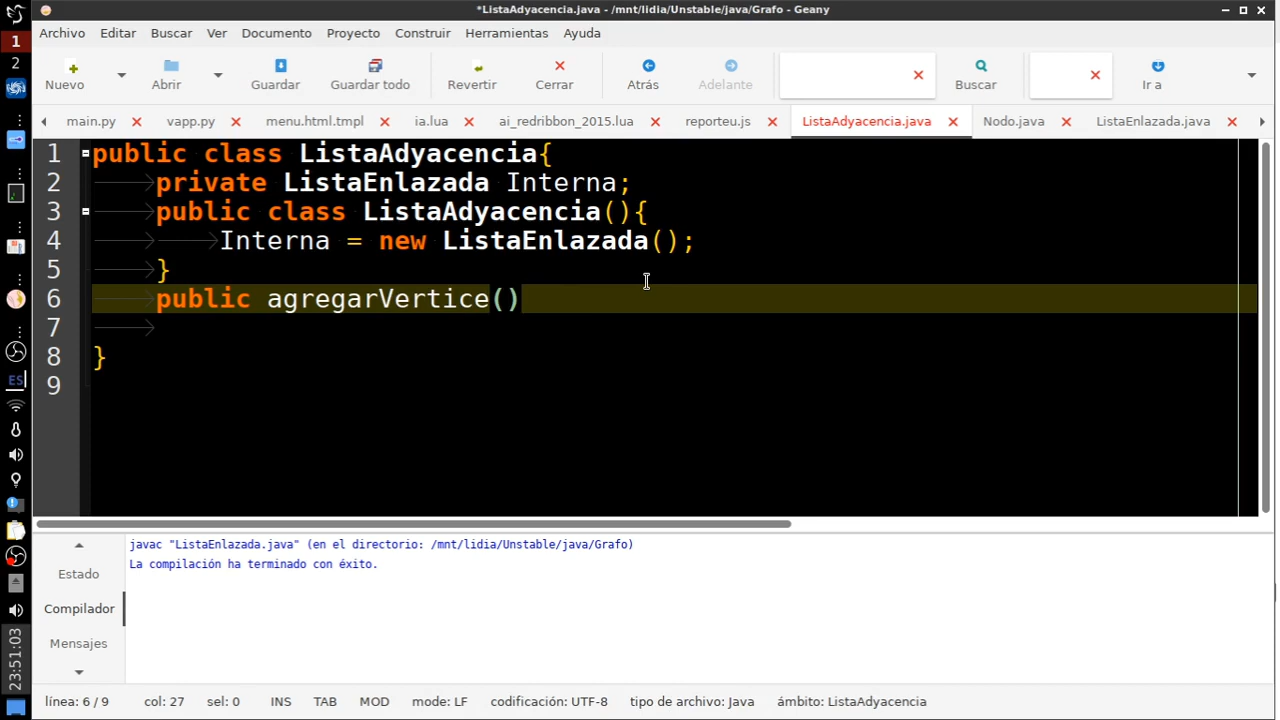 *ListaAdyacencia.java - /mnt/lidia/Unstable/java/Grafo - Geany
Archivo Editar Buscar Ver Documento Proyecto Construir Herramientas Ayuda
Nuevo Abrir Guardar Guardar todo Revertir Cerrar Atrás Adelante Buscar Ir a
main.py vapp.py menu.html.tmpl ia.lua ai_redribbon_2015.lua reporteu.js ListaAdyacencia.java Nodo.java ListaEnlazada.java
1 public class ListaAdyacencia{
2 private ListaEnlazada Interna;
3 public class ListaAdyacencia(){
4 Interna = new ListaEnlazada();
5 }
6 public agregarVertice()
7
8 }
9
javac "ListaEnlazada.java" (en el directorio: /mnt/lidia/Unstable/java/Grafo)
La compilación ha terminado con éxito.
Estado
Compilador
Mensajes
línea: 6 / 9 col: 27 sel: 0 INS TAB MOD mode: LF codificación: UTF-8 tipo de archivo: Java ámbito: ListaAdyacencia
1
2
ES
23:51:03